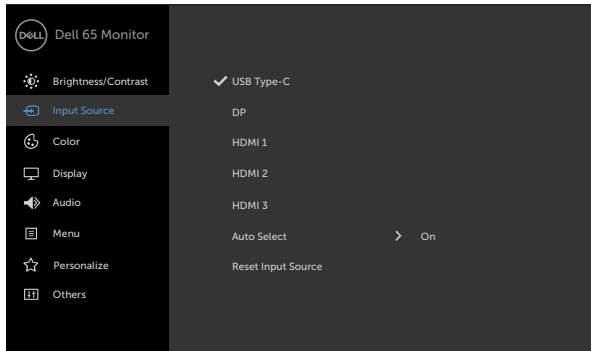 DELL Dell 65 Monitor
Brightness/Contrast
Input Source
Color
Display
Audio
Menu
Personalize
Others
USB Type-C
DP
HDMI 1
HDMI 2
HDMI 3
Auto Select > On
Reset Input Source